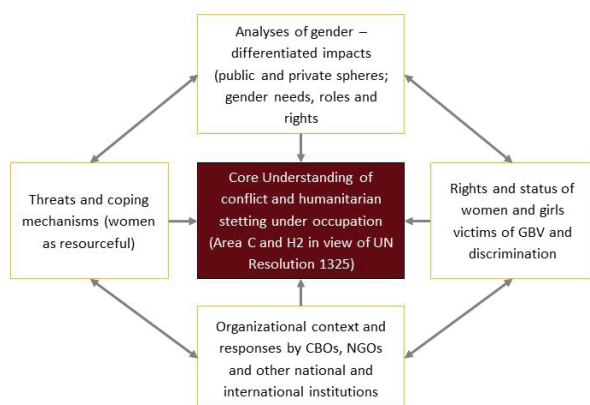 Analyses of gender –
differentiated impacts
(public and private spheres;
gender needs, roles and
rights
Threats and coping
mechanisms (women
as resourceful)
Core Understanding of
conflict and humanitarian
stetting under occupation
(Area C and H2 in view of UN
Resolution 1325)
Rights and status of
women and girls
victims of GBV and
discrimination
Organizational context and
responses by CBOs, NGOs
and other national and
international institutions